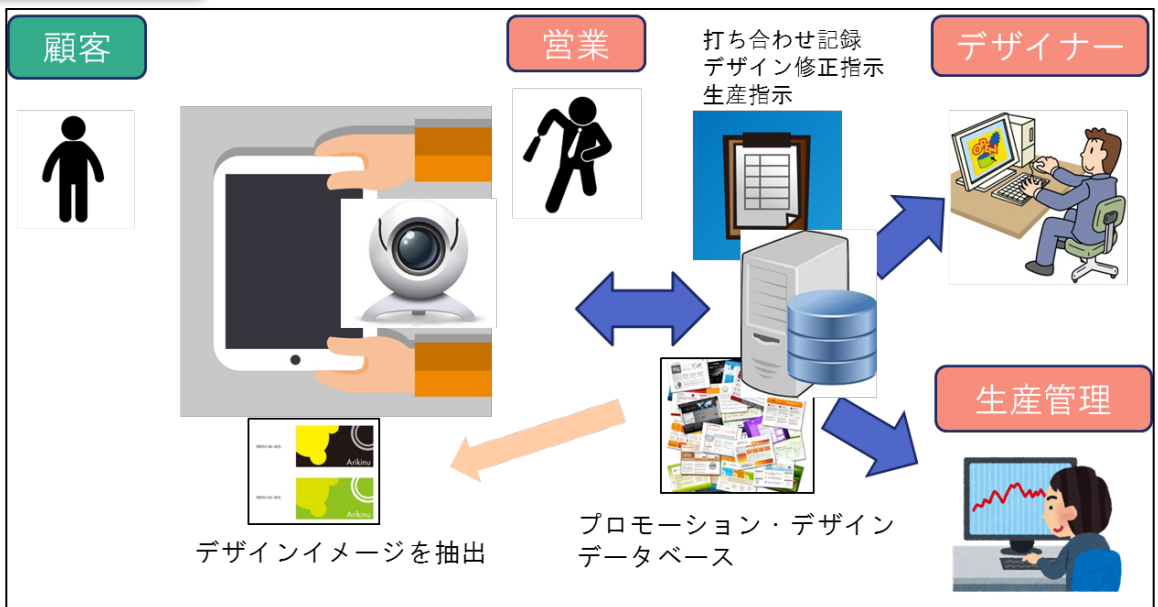 顧客
営業
打ち合わせ記録
デザイン修正指示
生産指示
デザイナー
OPEN
生産管理
Arikinu
Arikinu
デザインイメージを抽出
プロモーション・デザイン
データベース